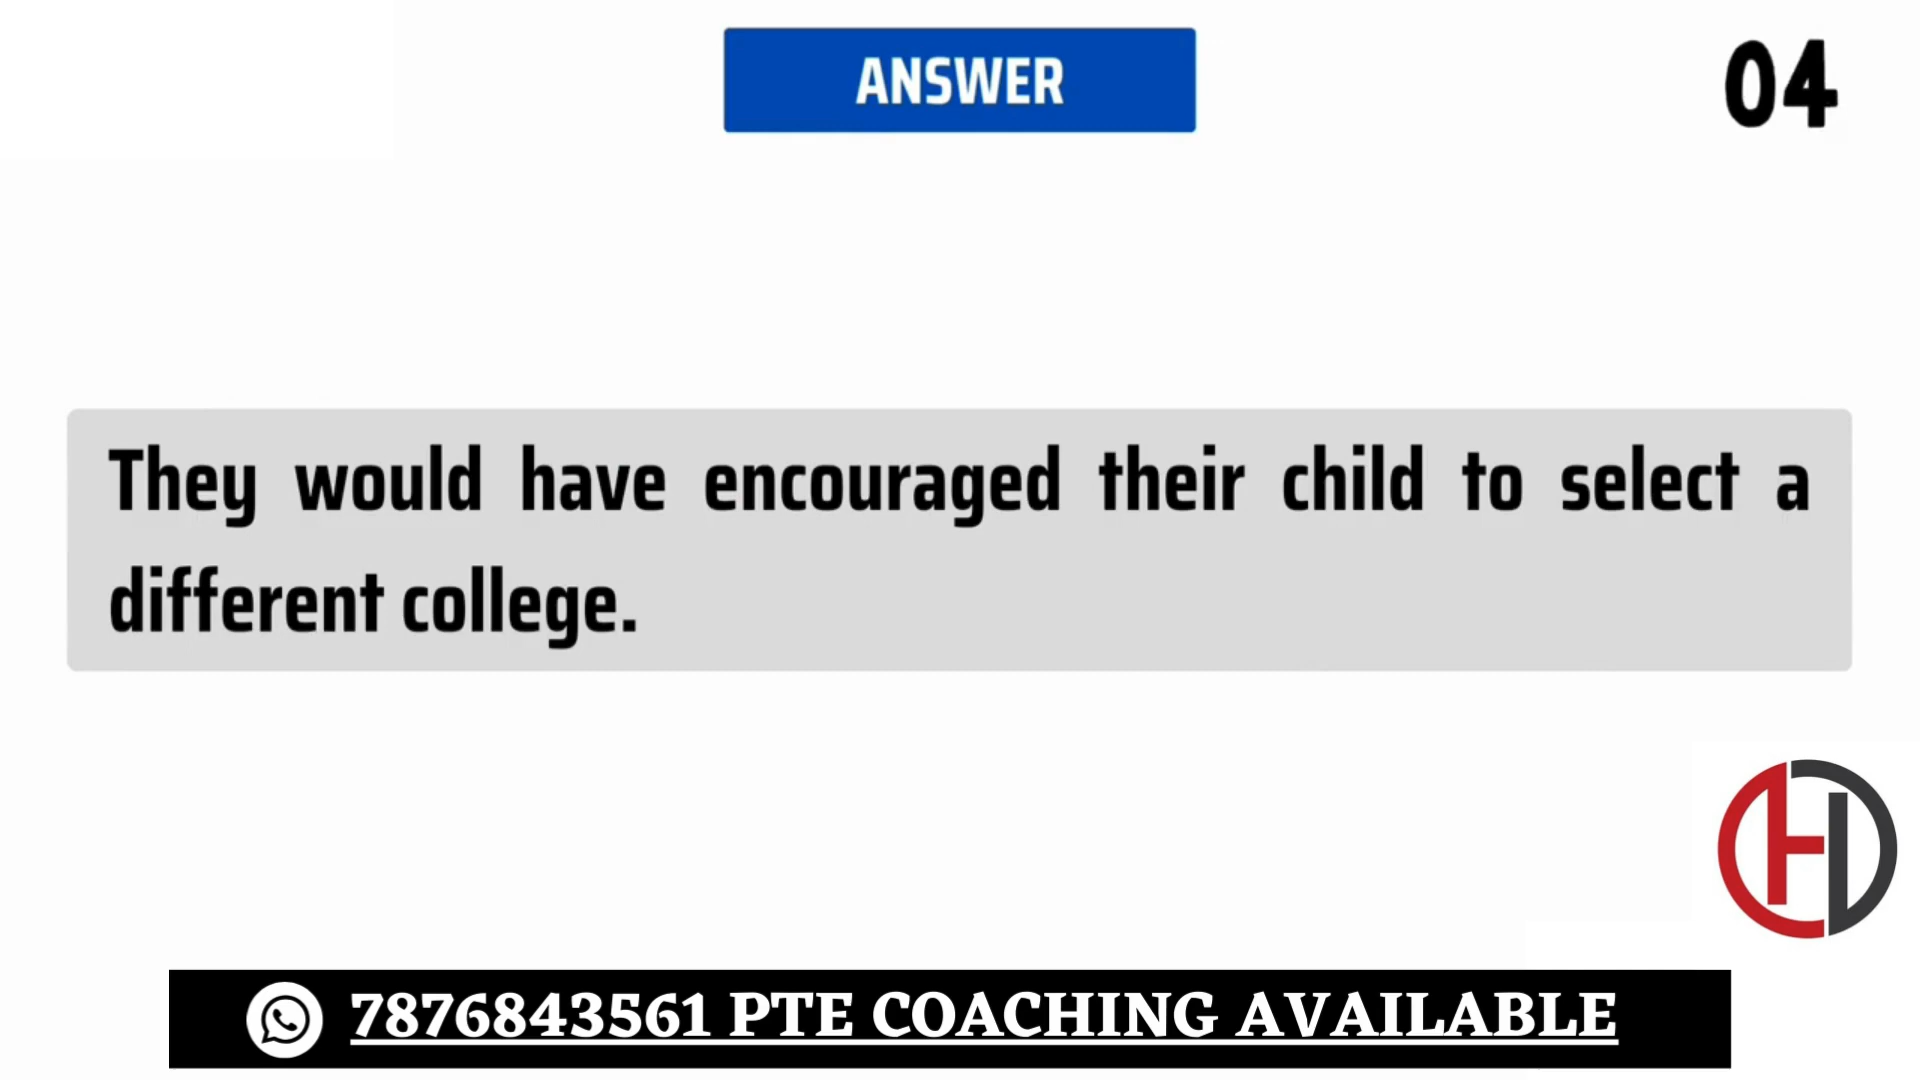 ANSWER
04
They would have encouraged their child to select a
different college.
7876843561 PTE COACHING AVAILABLE